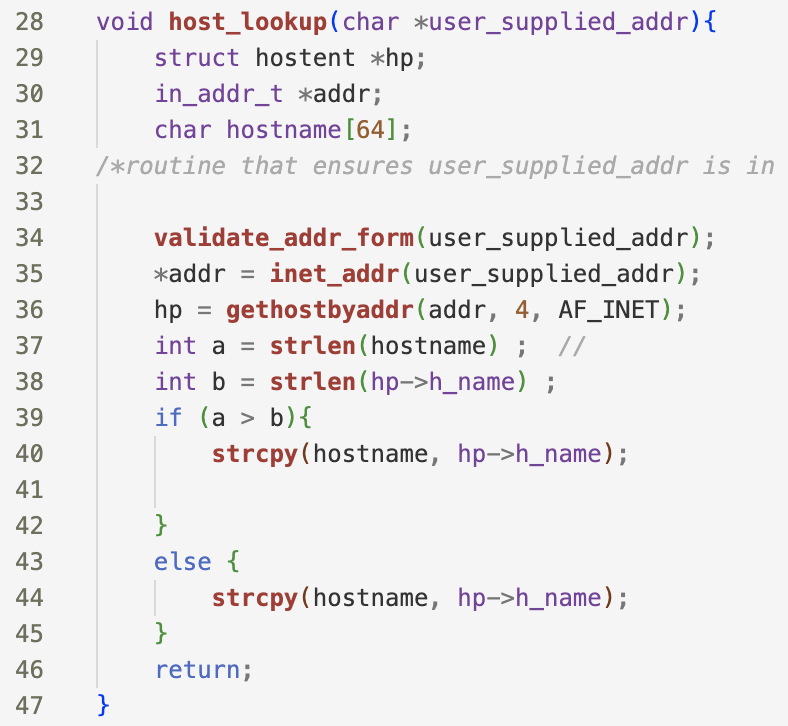 28 void host_lookup(char *user_supplied_addr){
29 struct hostent *hp;
30 in_addr_t *addr;
31 char hostname[64];
32 /*routine that ensures user_supplied_addr is in
33
34 validate_addr_form(user_supplied_addr);
35 *addr = inet_addr(user_supplied_addr);
36 hp = gethostbyaddr(addr, 4, AF_INET);
37 int a = strlen(hostname) ;  //
38 int b = strlen(hp->h_name) ;
39 if (a > b){
40 strcpy(hostname, hp->h_name);
41
42 }
43 else {
44 strcpy(hostname, hp->h_name);
45 }
46 return;
47 }